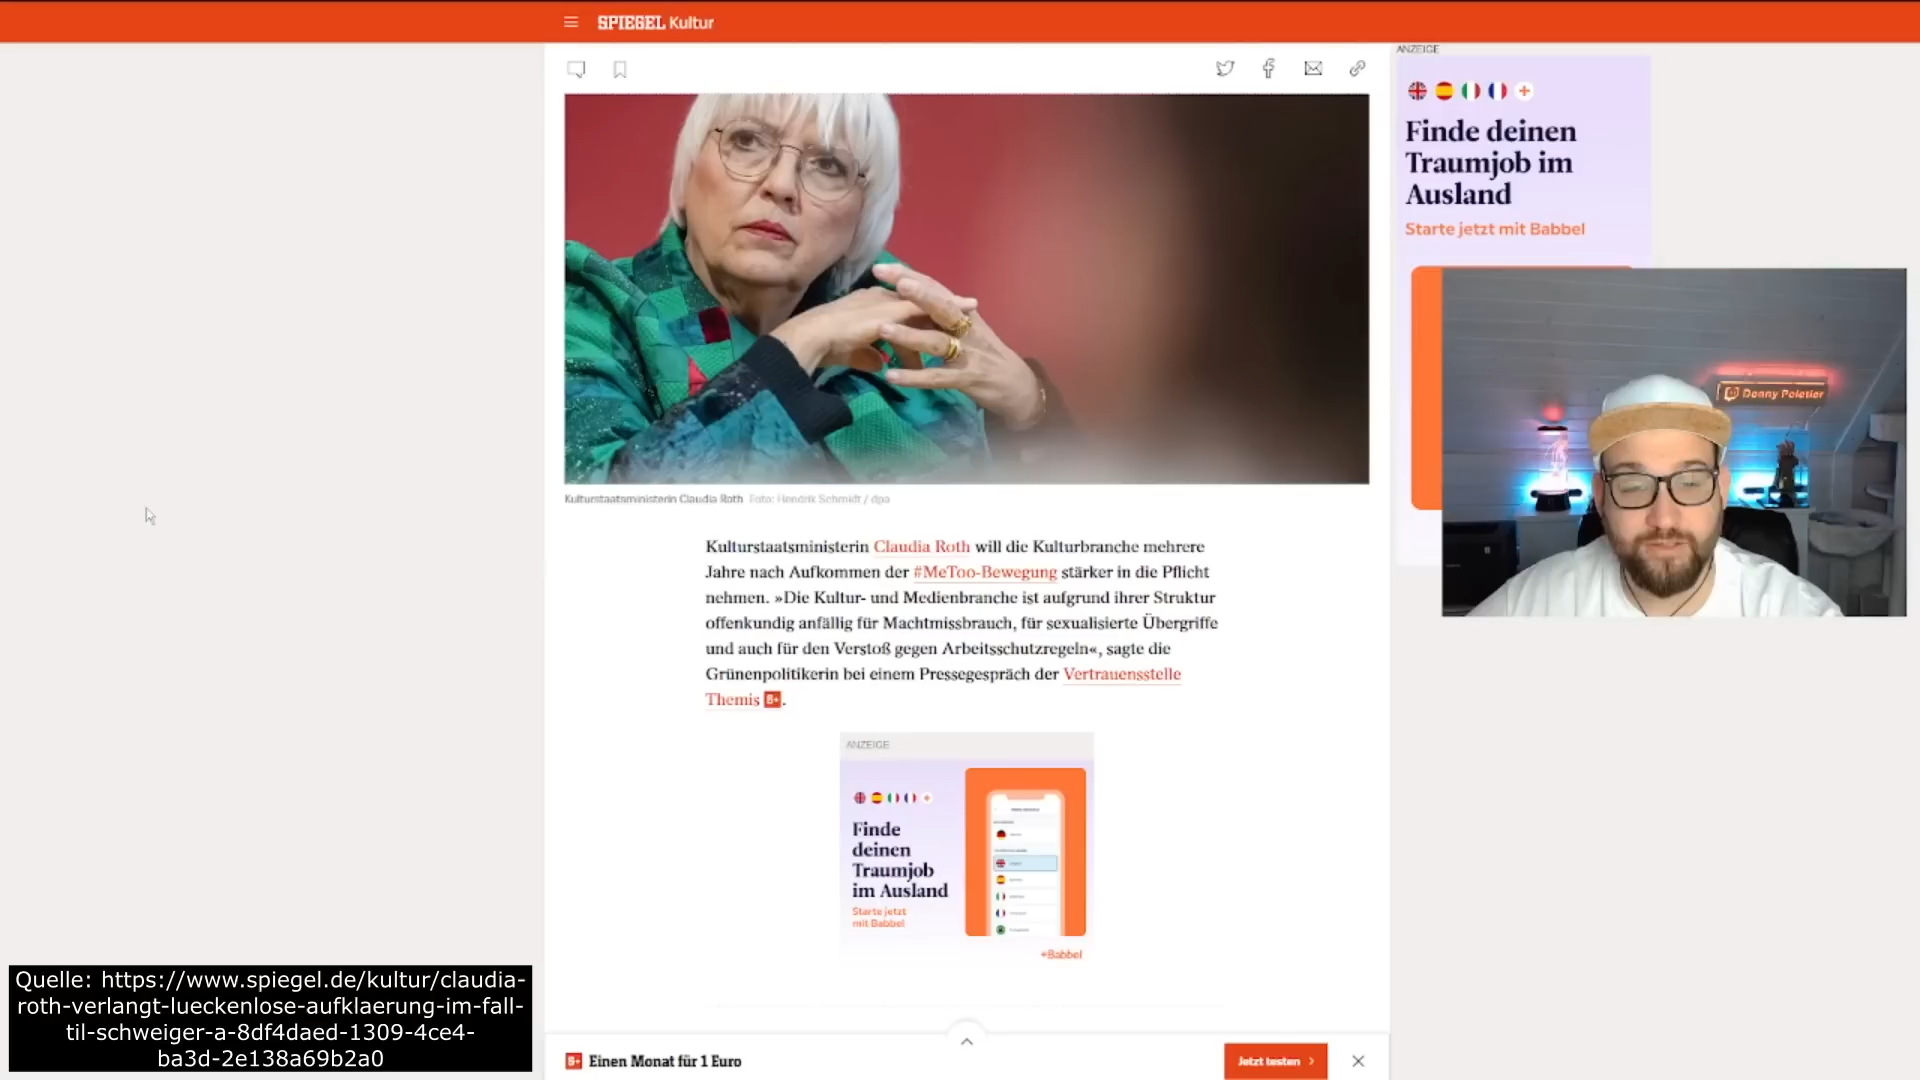 SPIEGEL Kultur
ANZEIGE
Finde deinen
Traumjob im
Ausland
Starte jetzt mit Babbel
Kulturstaatsministerin Claudia Roth Foto: Hendrik Schmidt / dpa
Kulturstaatsministerin Claudia Roth will die Kulturbranche mehrere
Jahre nach Aufkommen der #MeToo-Bewegung stärker in die Pflicht
nehmen. »Die Kultur- und Medienbranche ist aufgrund ihrer Struktur
offenkundig anfällig für Machtmissbrauch, für sexualisierte Übergriffe
und auch für den Verstoß gegen Arbeitsschutzregeln«, sagte die
Grünenpolitikerin bei einem Pressegespräch der Vertrauensstelle
Themis S+.
ANZEIGE
Finde
deinen
Traumjob
im Ausland
Starte jetzt
mit Babbel
+Babbel
S+ Einen Monat für 1 Euro
Jetzt testen
Quelle: https://www.spiegel.de/kultur/claudia-
roth-verlangt-lueckenlose-aufklaerung-im-fall-
til-schweiger-a-8df4daed-1309-4ce4-
ba3d-2e138a69b2a0